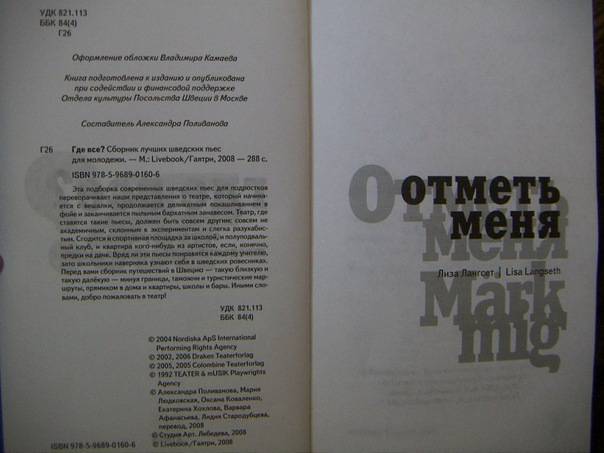 УДК 821.113
ББК 84(4)
Г26
Оформление обложки Владимира Камаева
Книга подготовлена к изданию и опубликована
при содействии и финансовой поддержке
Отдела культуры Посольства Швеции в Москве
Составитель Александра Поливанова
Г26 Где все? Сборник лучших шведских пьес
для молодежи. — М.: Livebook/Гаятри, 2008 — 288 с.
ISBN 978-5-9689-0160-6
Эта подборка современных шведских пьес для подростков
переворачивает наши представления о театре, который начина-
ется с вешалки, продолжается деликатным покашливанием в
фойе и заканчивается пыльным бархатным занавесом. Театр, где
ставятся такие пьесы, должен быть совсем другим: совсем не
академичным, склонным к экспериментам и слегка разухабис-
тым. Сгодится и спортивная площадка за школой, и полуподваль-
ный клуб, и квартира кого-нибудь из артистов, если, конечно,
предки на даче. Вряд ли эти пьесы понравятся каждому учителю,
зато школьники наверняка узнают себя в шведских ровесниках.
Перед вами сборник путешествий в Швецию — такую близкую и
такую далекую — минуя границы, таможни и туристические марш-
руты, прямиком в дома и квартиры, школы и бары. Иными сло-
вами, добро пожаловать в театр!
УДК 821.113
ББК 84(4)
© 2004 Nordiska ApS International
Performing Rights Agency
© 2002, 2006 Drakes Teaterforlag
© 2005, 2005 Colombine Teaterforlag
© 1992 TEATER & mUSIK Playwrights
Agency
© Александра Поливанова, Мария
Людковская, Оксана Коваленко,
Екатерина Хохлова, Варвара
Афанасьева, Лидия Стародубцева,
перевод, 2008
© Студия Арт. Лебедева, 2008
ISBN 978-5-9689-0160-6 © Livebook/Гаятри, 2008
отметь
меня
Отметь
меня
Лиза Лангсет | Lisa Langseth
Mark
mig